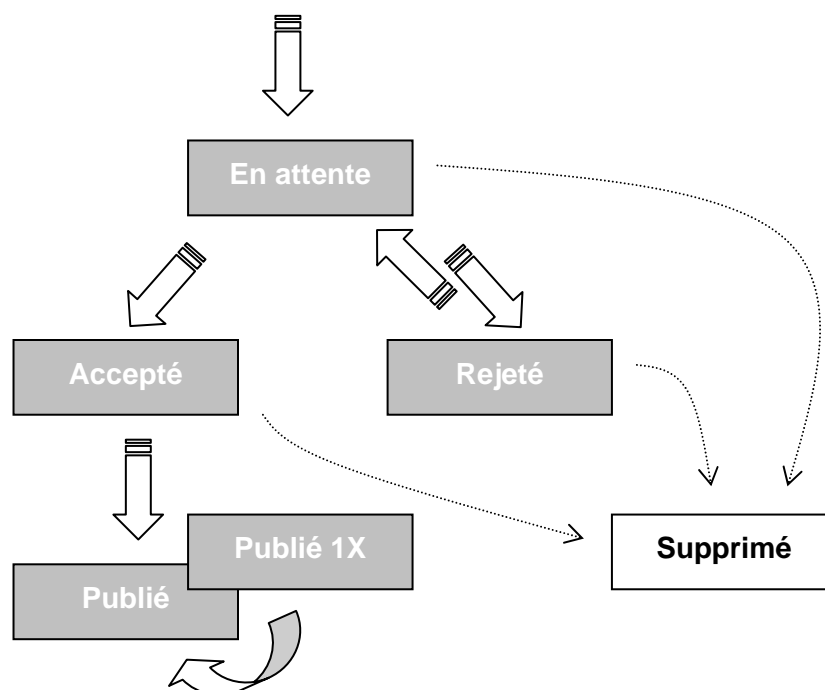 En attente
Accepté
Rejeté
Publié 1X
Supprimé
Publié